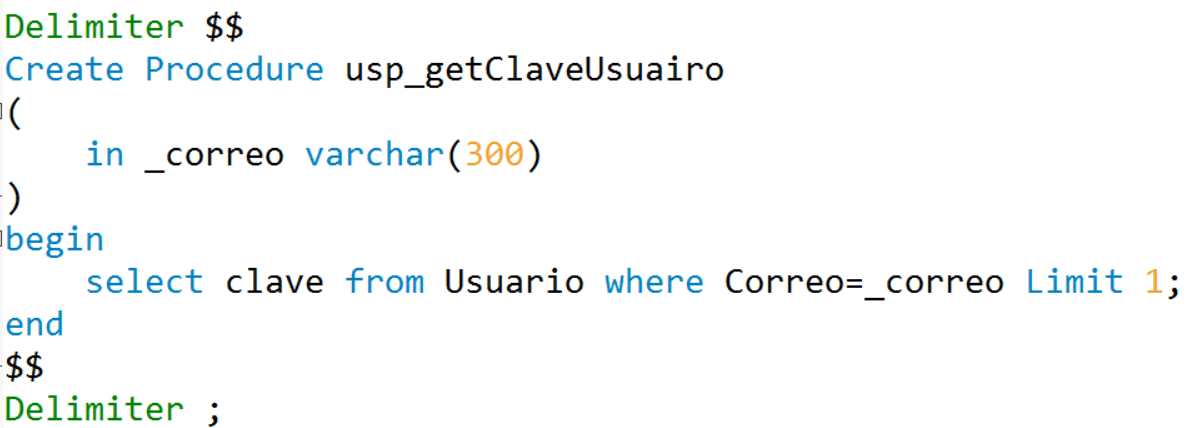 Delimiter $$
Create Procedure usp_getClaveUsuairo
(
    in _correo varchar(300)
)
begin
    select clave from Usuario where Correo=_correo Limit 1;
end
$$
Delimiter ;